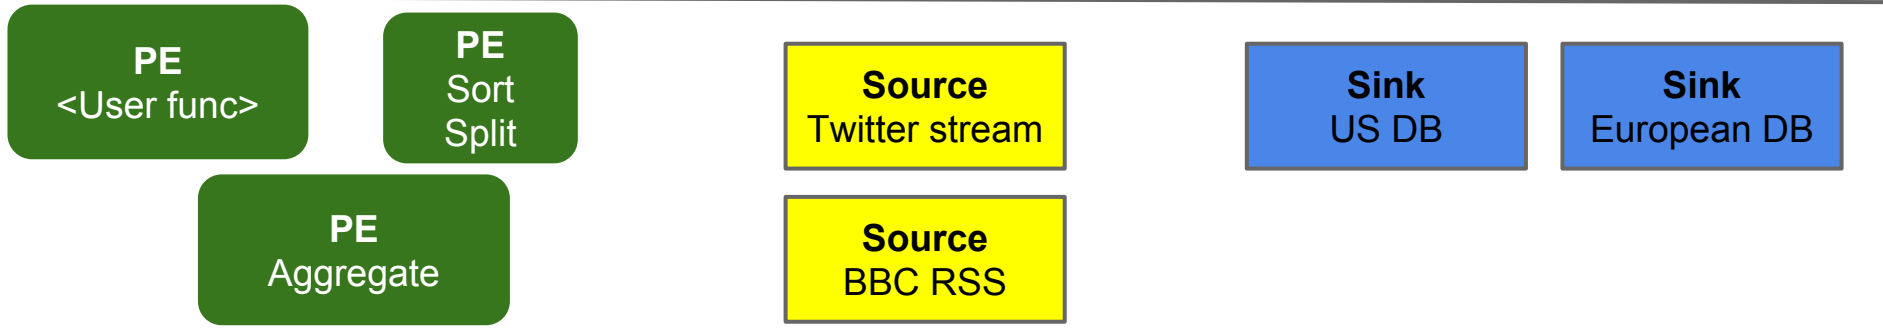 PE
<User func>
PE
Sort
Split
PE
Aggregate
Source
Twitter stream
Source
BBC RSS
Sink
US DB
Sink
European DB